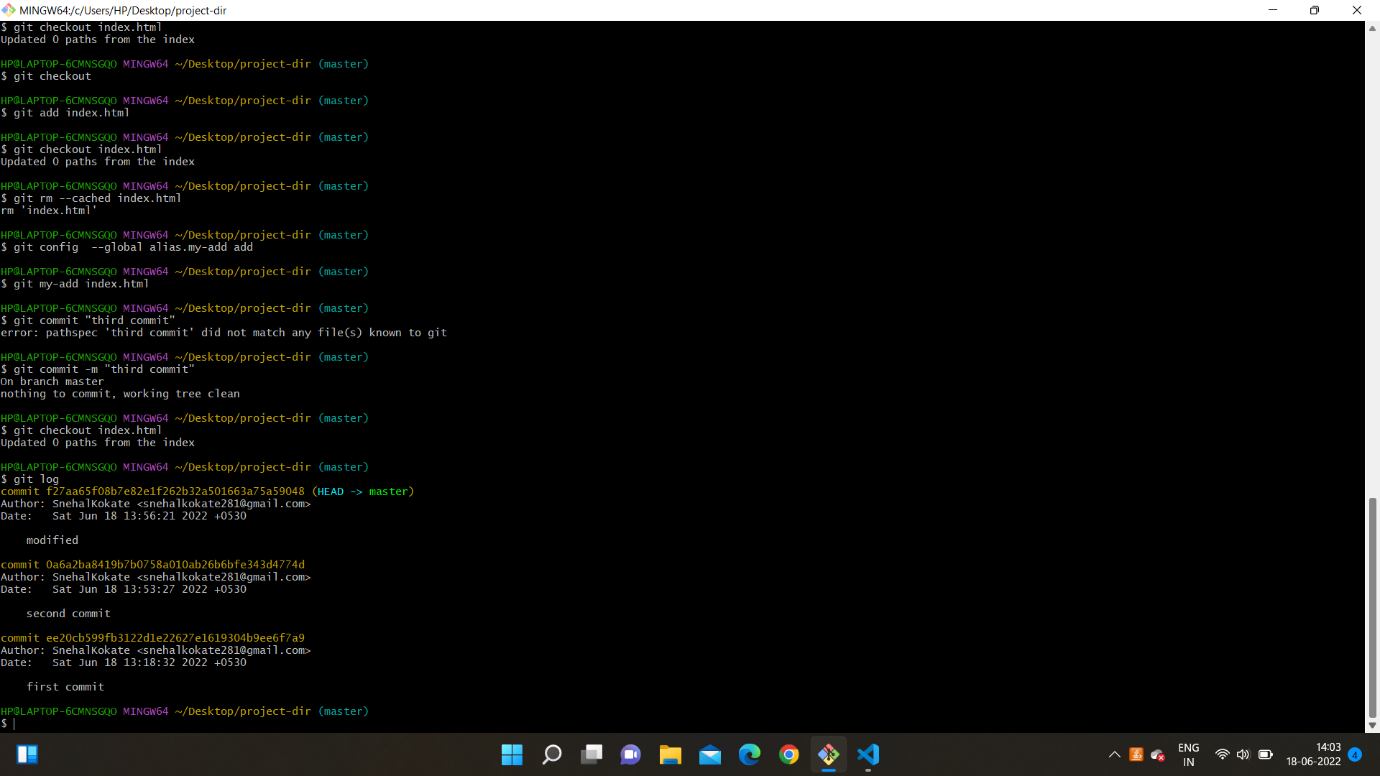 MINGW64:/c/Users/HP/Desktop/project-dir
$ git checkout index.html
Updated 0 paths from the index
HP@LAPTOP-6CMNSGQO MINGW64 ~/Desktop/project-dir (master)
$ git checkout
HP@LAPTOP-6CMNSGQO MINGW64 ~/Desktop/project-dir (master)
$ git add index.html
HP@LAPTOP-6CMNSGQO MINGW64 ~/Desktop/project-dir (master)
$ git checkout index.html
Updated 0 paths from the index
HP@LAPTOP-6CMNSGQO MINGW64 ~/Desktop/project-dir (master)
$ git rm --cached index.html
rm 'index.html'
HP@LAPTOP-6CMNSGQO MINGW64 ~/Desktop/project-dir (master)
$ git config  --global alias.my-add add
HP@LAPTOP-6CMNSGQO MINGW64 ~/Desktop/project-dir (master)
$ git my-add index.html
HP@LAPTOP-6CMNSGQO MINGW64 ~/Desktop/project-dir (master)
$ git commit "third commit"
error: pathspec 'third commit' did not match any file(s) known to git
HP@LAPTOP-6CMNSGQO MINGW64 ~/Desktop/project-dir (master)
$ git commit -m "third commit"
On branch master
nothing to commit, working tree clean
HP@LAPTOP-6CMNSGQO MINGW64 ~/Desktop/project-dir (master)
$ git checkout index.html
Updated 0 paths from the index
HP@LAPTOP-6CMNSGQO MINGW64 ~/Desktop/project-dir (master)
$ git log
commit f27aa65f08b7e82e1f262b32a501663a75a59048 (HEAD -> master)
Author: SnehalKokate <snehalkokate281@gmail.com>
Date:   Sat Jun 18 13:56:21 2022 +0530
modified
commit 0a6a2ba8419b7b0758a010ab26b6bfe343d4774d
Author: SnehalKokate <snehalkokate281@gmail.com>
Date:   Sat Jun 18 13:53:27 2022 +0530
second commit
commit ee20cb599fb3122d1e22627e1619304b9ee6f7a9
Author: SnehalKokate <snehalkokate281@gmail.com>
Date:   Sat Jun 18 13:18:32 2022 +0530
first commit
HP@LAPTOP-6CMNSGQO MINGW64 ~/Desktop/project-dir (master)
$
ENG
IN
14:03
18-06-2022
4